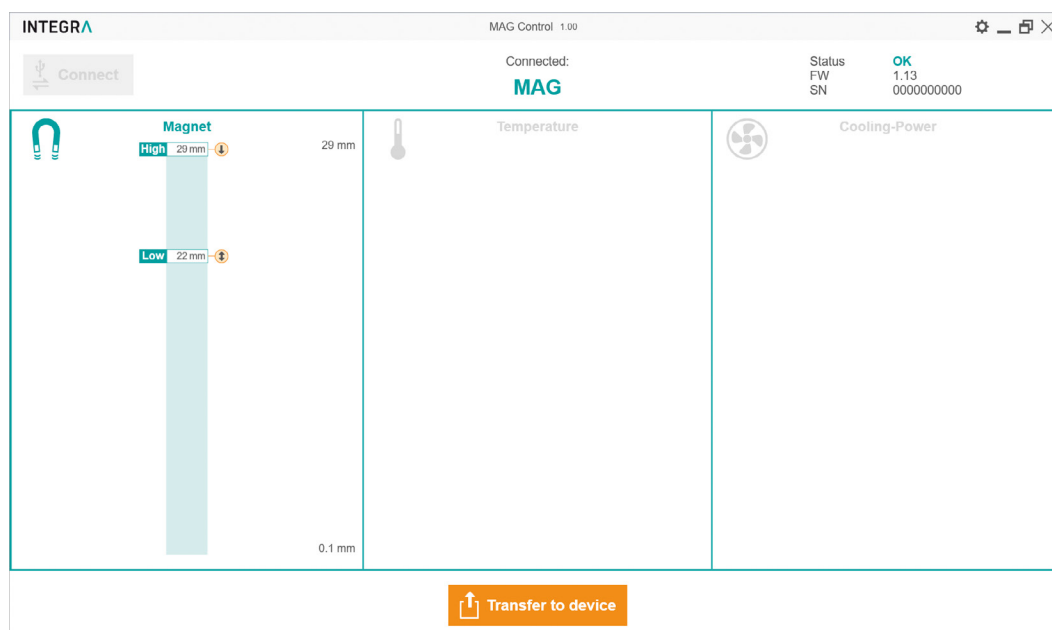 INTEGRA
MAG Control 1.00
Connect
Connected:
MAG
Status OK
FW 1.13
SN 0000000000
Magnet
High 29 mm
29 mm
Low 22 mm
0.1 mm
Temperature
Cooling-Power
Transfer to device